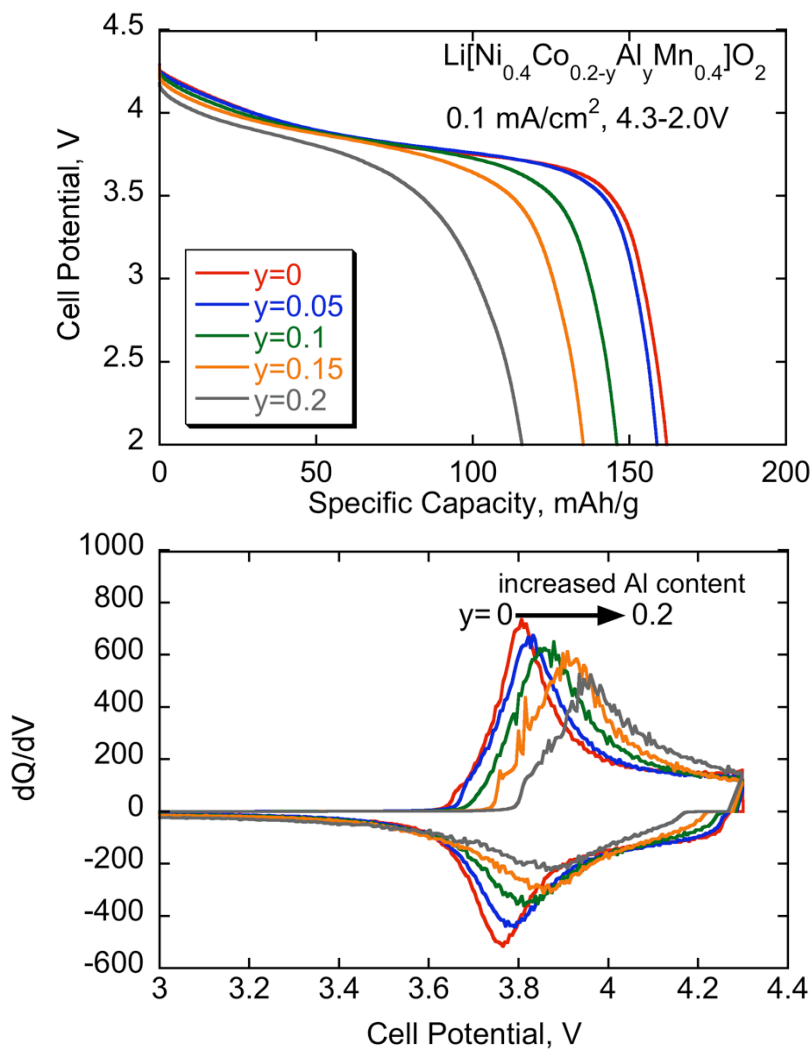 4.5
4
3.5
3
2.5
2
Cell Potential, V
Li[Ni0.4Co0.2-yAlyMn0.4]O2
0.1 mA/cm2, 4.3-2.0V
y=0
y=0.05
y=0.1
y=0.15
y=0.2
0 50 100 150 200
Specific Capacity, mAh/g
1000
800
600
400
200
0
-200
-400
-600
dQ/dV
increased Al content
y= 0 0.2
3 3.2 3.4 3.6 3.8 4 4.2 4.4
Cell Potential, V